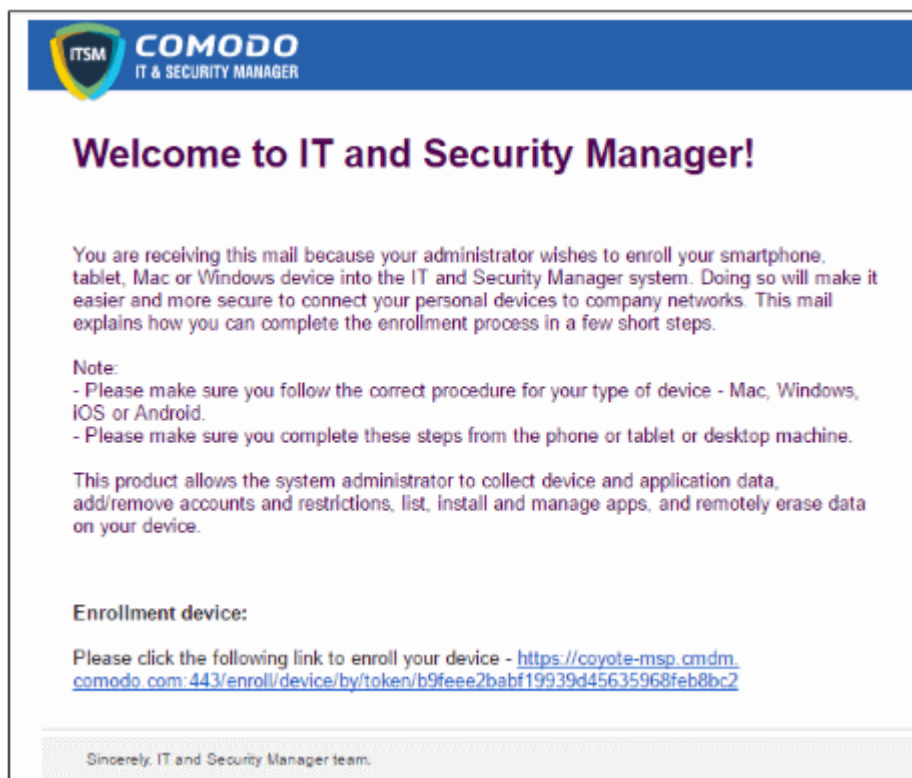 ITSM
COMODO
IT & SECURITY MANAGER
Welcome to IT and Security Manager!
You are receiving this mail because your administrator wishes to enroll your smartphone,
tablet, Mac or Windows device into the IT and Security Manager system. Doing so will make it
easier and more secure to connect your personal devices to company networks. This mail
explains how you can complete the enrollment process in a few short steps.
Note:
- Please make sure you follow the correct procedure for your type of device - Mac, Windows,
iOS or Android.
- Please make sure you complete these steps from the phone or tablet or desktop machine.
This product allows the system administrator to collect device and application data,
add/remove accounts and restrictions, list, install and manage apps, and remotely erase data
on your device.
Enrollment device:
Please click the following link to enroll your device - https://coyote-msp.cmdm.
comodo.com:443/enroll/device/by/token/b9feee2babf19939d45635968feb8bc2
Sincerely, IT and Security Manager team.